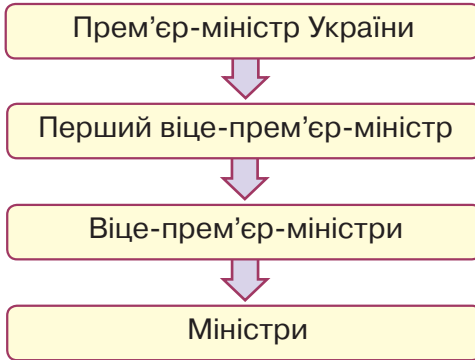 Прем’єр-міністр України
Перший віце-прем’єр-міністр
Віце-прем’єр-міністри
Міністри